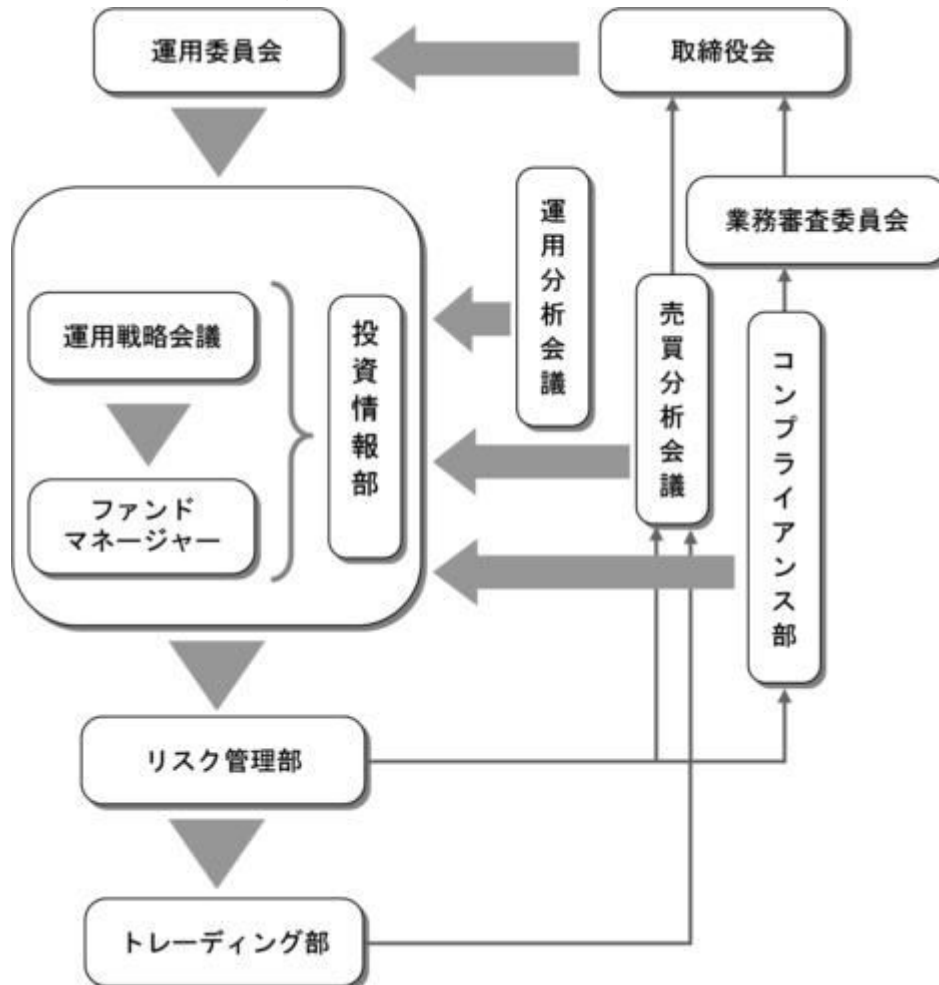 運用委員会
取締役会
運用分析会議
業務審査委員会
運用戦略会議
投資情報部
売買分析会議
コンプライアンス部
ファンド
マネージャー
リスク管理部
トレーディング部